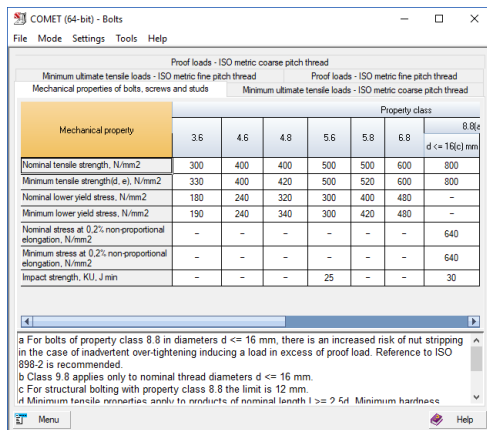 COMET (64-bit) - Bolts
File Mode Settings Tools Help
Proof loads - ISO metric coarse pitch thread
Minimum ultimate tensile loads - ISO metric fine pitch thread Proof loads - ISO metric fine pitch thread
Mechanical properties of bolts, screws and studs Minimum ultimate tensile loads - ISO metric coarse pitch thread
Mechanical property
Property class
3.6 4.6 4.8 5.6 5.8 6.8 8.8(a
d <= 16(c) mm
Nominal tensile strength, N/mm2 300 400 400 500 500 600 800
Minimum tensile strength(d, e), N/mm2 330 400 420 500 520 600 800
Nominal lower yield stress, N/mm2 180 240 320 300 400 480 -
Minimum lower yield stress, N/mm2 190 240 340 300 420 480 -
Nominal stress at 0,2% non-proportional
elongation, N/mm2 - - - - - - 640
Minimum stress at 0,2% non-proportional
elongation, N/mm2 - - - - - - 640
Impact strength, KU, J min - - - 25 - - 30
a For bolts of property class 8.8 in diameters d <= 16 mm, there is an increased risk of nut stripping
in the case of inadvertent over-tightening inducing a load in excess of proof load. Reference to ISO
898-2 is recommended.
b Class 9.8 applies only to nominal thread diameters d <= 16 mm.
c For structural bolting with property class 8.8 the limit is 12 mm.
d Minimum tensile properties apply to products of nominal length l >= 2,5d. Minimum hardness
Menu Help